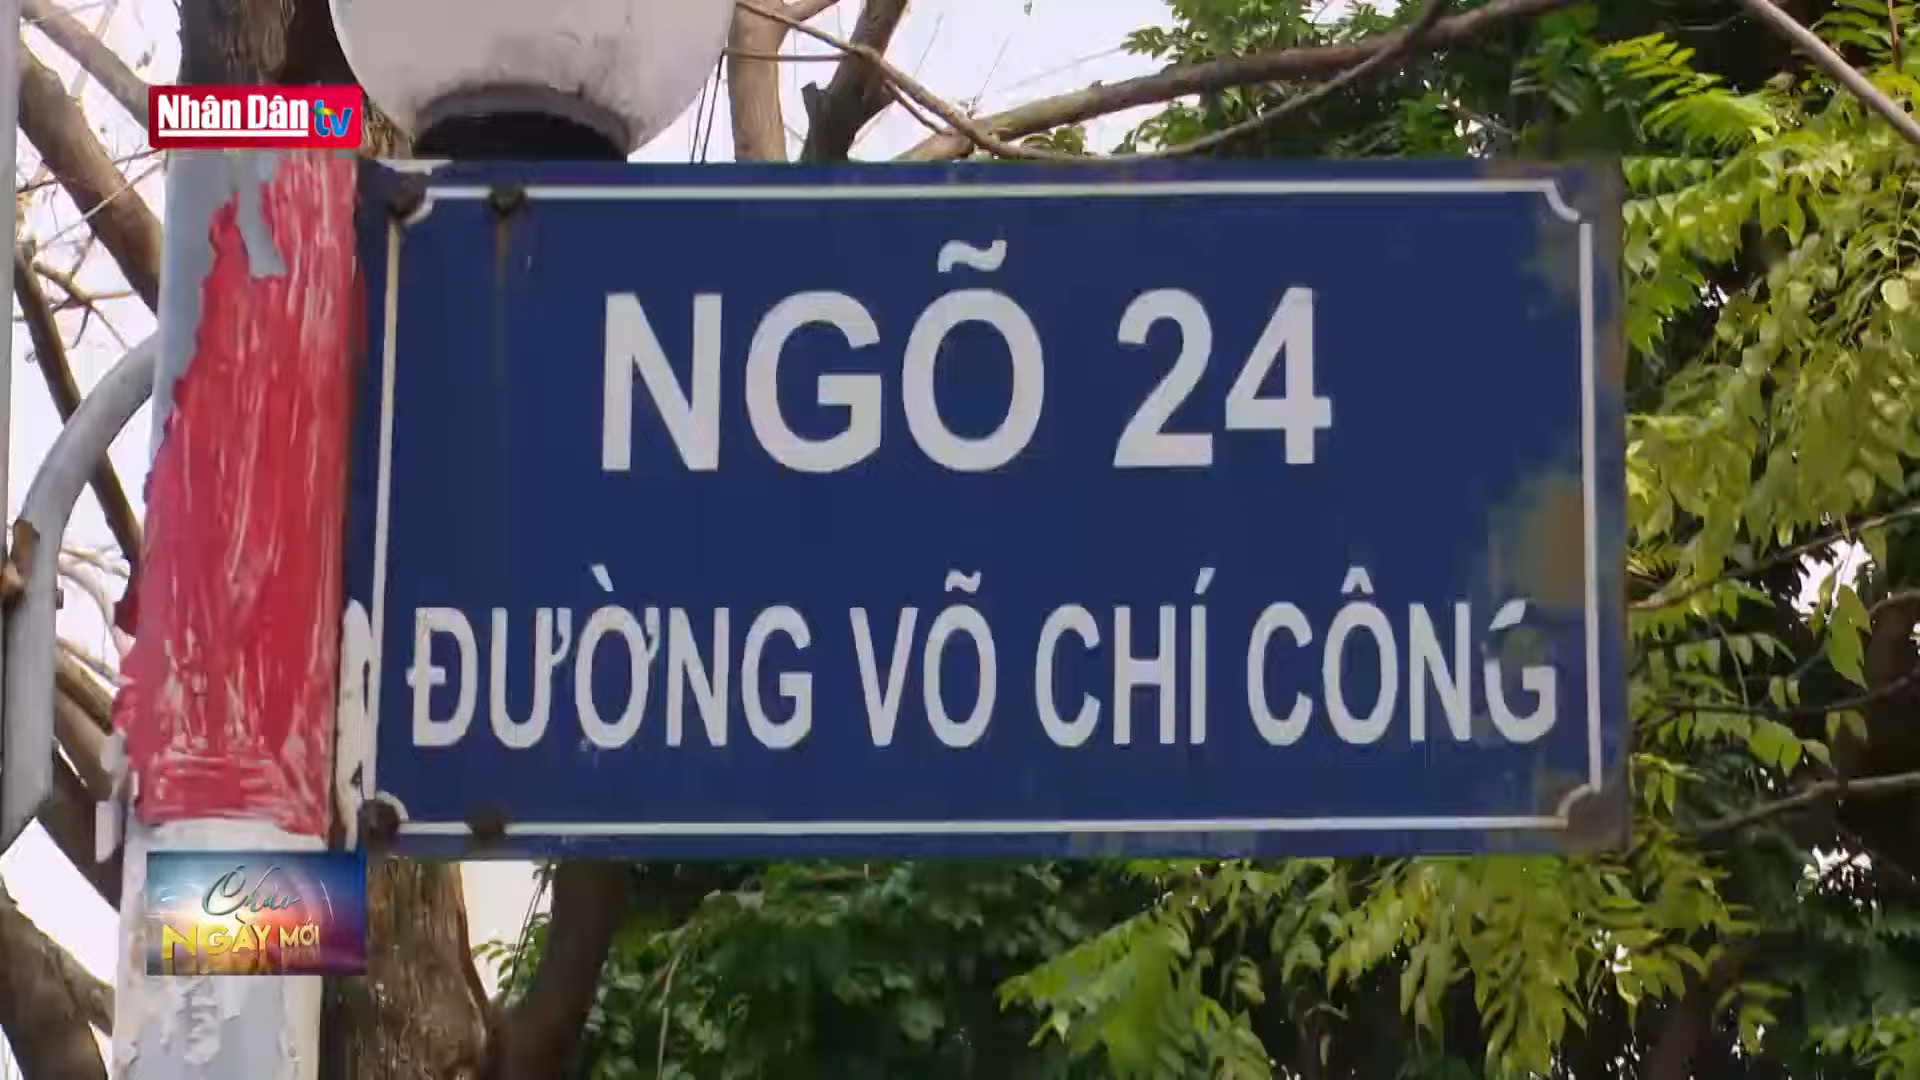 Nhân Dân tv
NGÕ 24
ĐƯỜNG VÕ CHÍ CÔNG
Chào
NGÀY MỚI